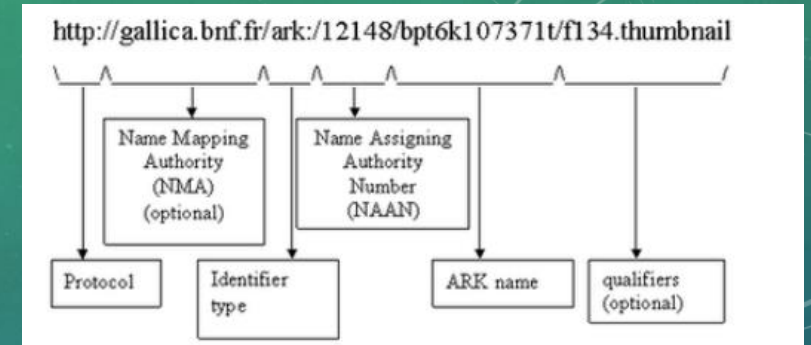 http://gallica.bnf.fr/ark:/12148/bpt6k107371t/f134.thumbnail
Name Mapping
Authority
(NMA)
(optional)
Name Assigning
Authority
Number
(NAAN)
Protocol
Identifier
type
ARK name
qualifiers
(optional)